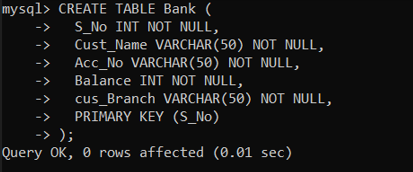 mysql> CREATE TABLE Bank (
    ->   S_No INT NOT NULL,
    ->   Cust_Name VARCHAR(50) NOT NULL,
    ->   Acc_No VARCHAR(50) NOT NULL,
    ->   Balance INT NOT NULL,
    ->   cus_Branch VARCHAR(50) NOT NULL,
    ->   PRIMARY KEY (S_No)
    -> );
Query OK, 0 rows affected (0.01 sec)